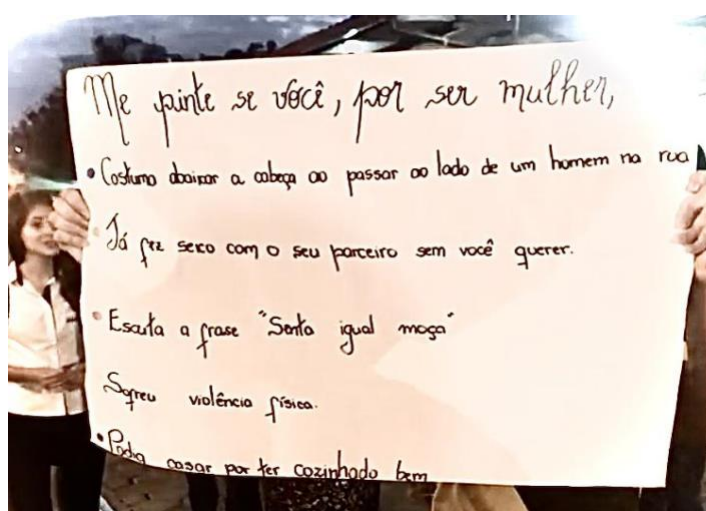 Me pinte se você, por ser mulher,
• Costuma abaixar a cabeça ao passar ao lado de um homem na rua
• Já fez sexo com o seu parceiro sem você querer.
• Escuta a frase "Senta igual moça"
Sofreu violência física.
• Podia casar por ter cozinhado bem